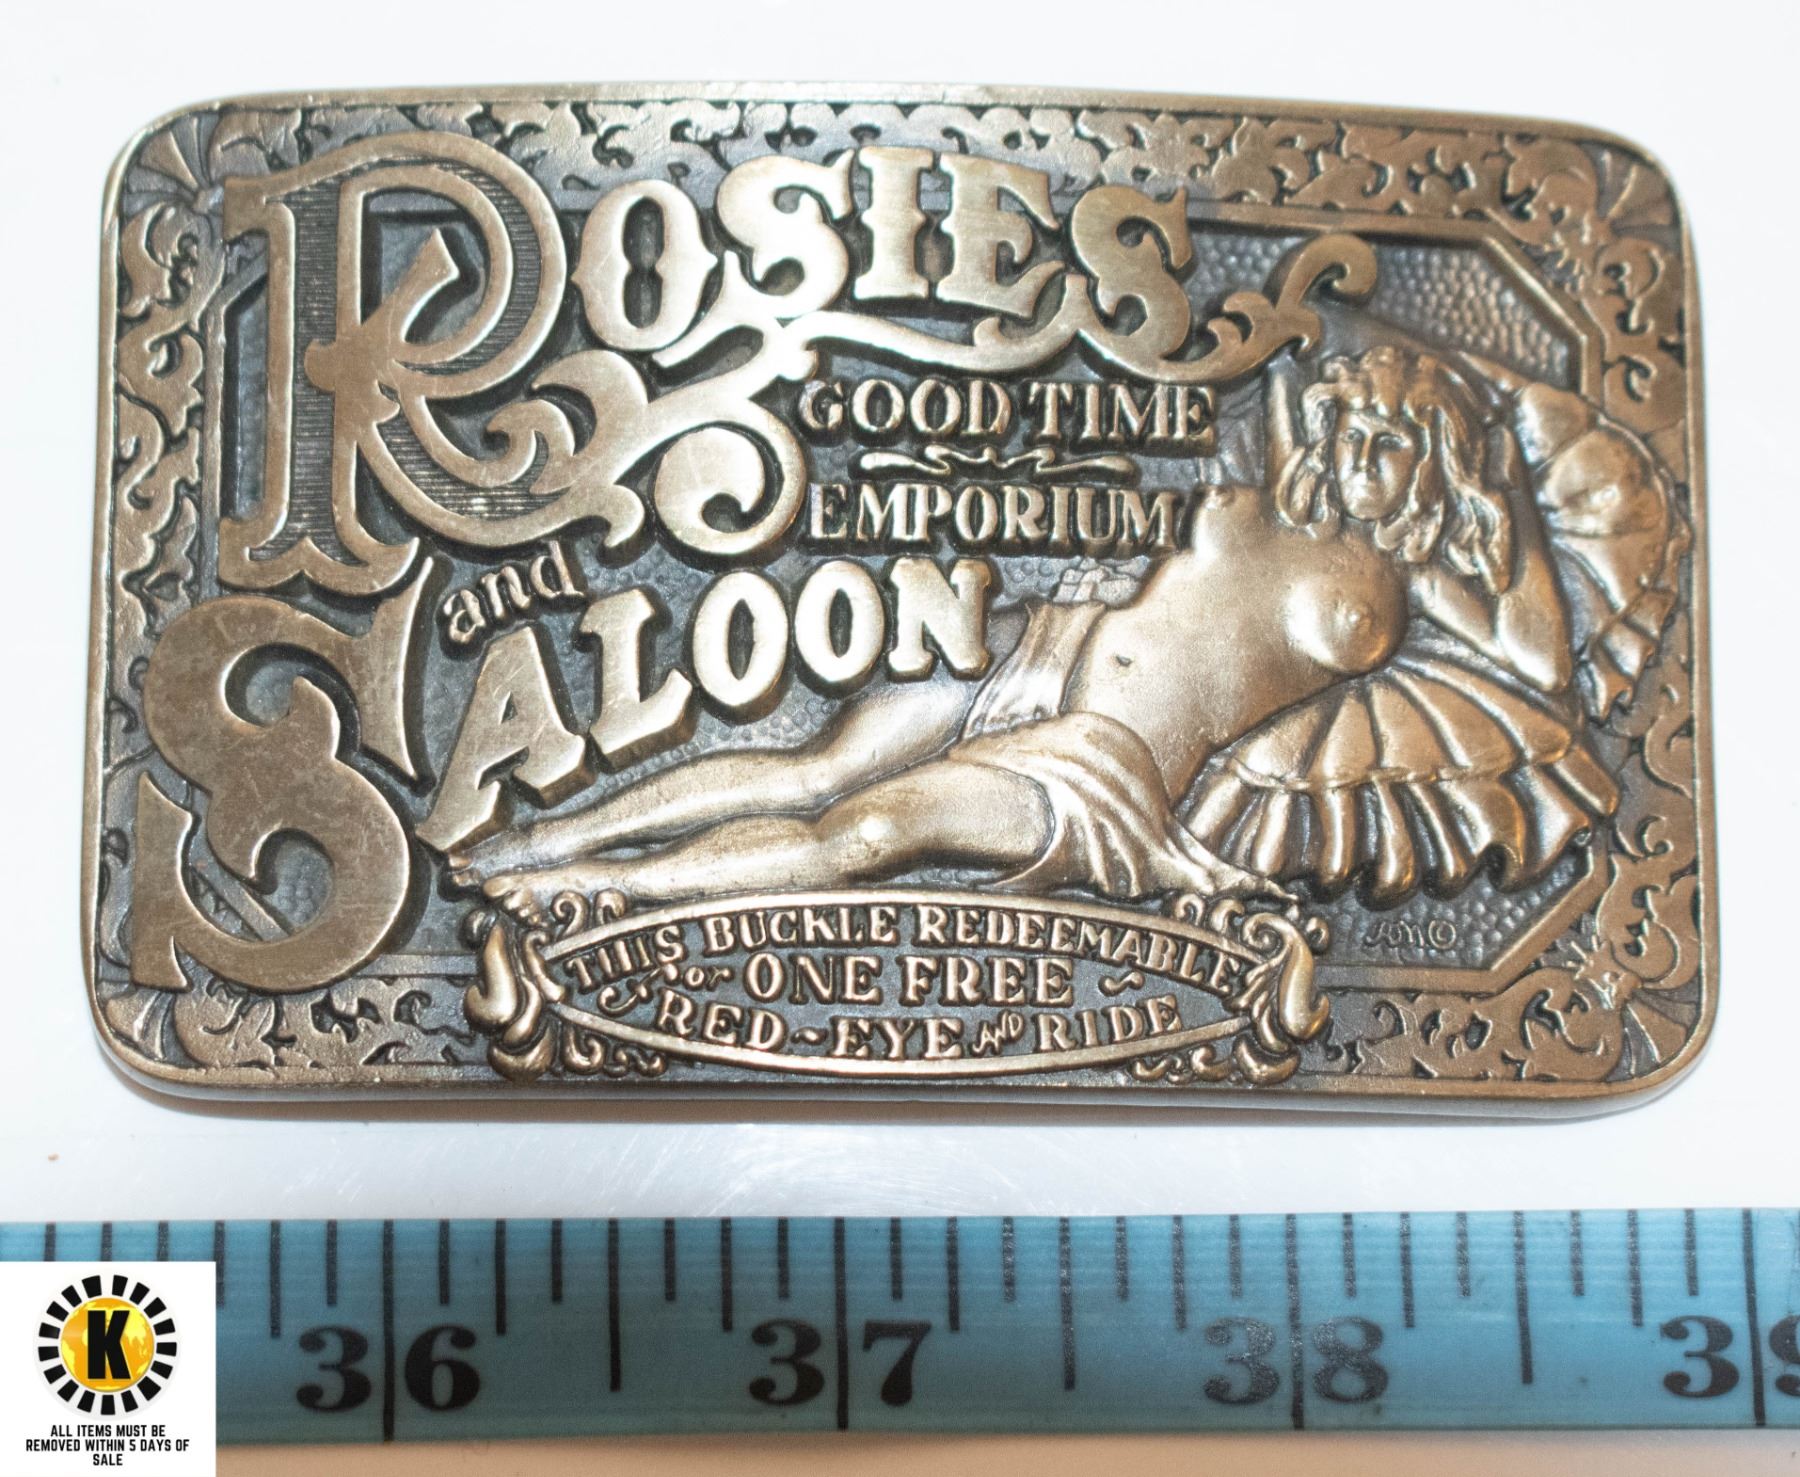 ROSIES
GOOD TIME
EMPORIUM
and
SALOON
THIS BUCKLE REDEEMABLE
for ONE FREE
RED~EYE AND RIDE
36 37 38 39
K
ALL ITEMS MUST BE
REMOVED WITHIN 5 DAYS OF
SALE